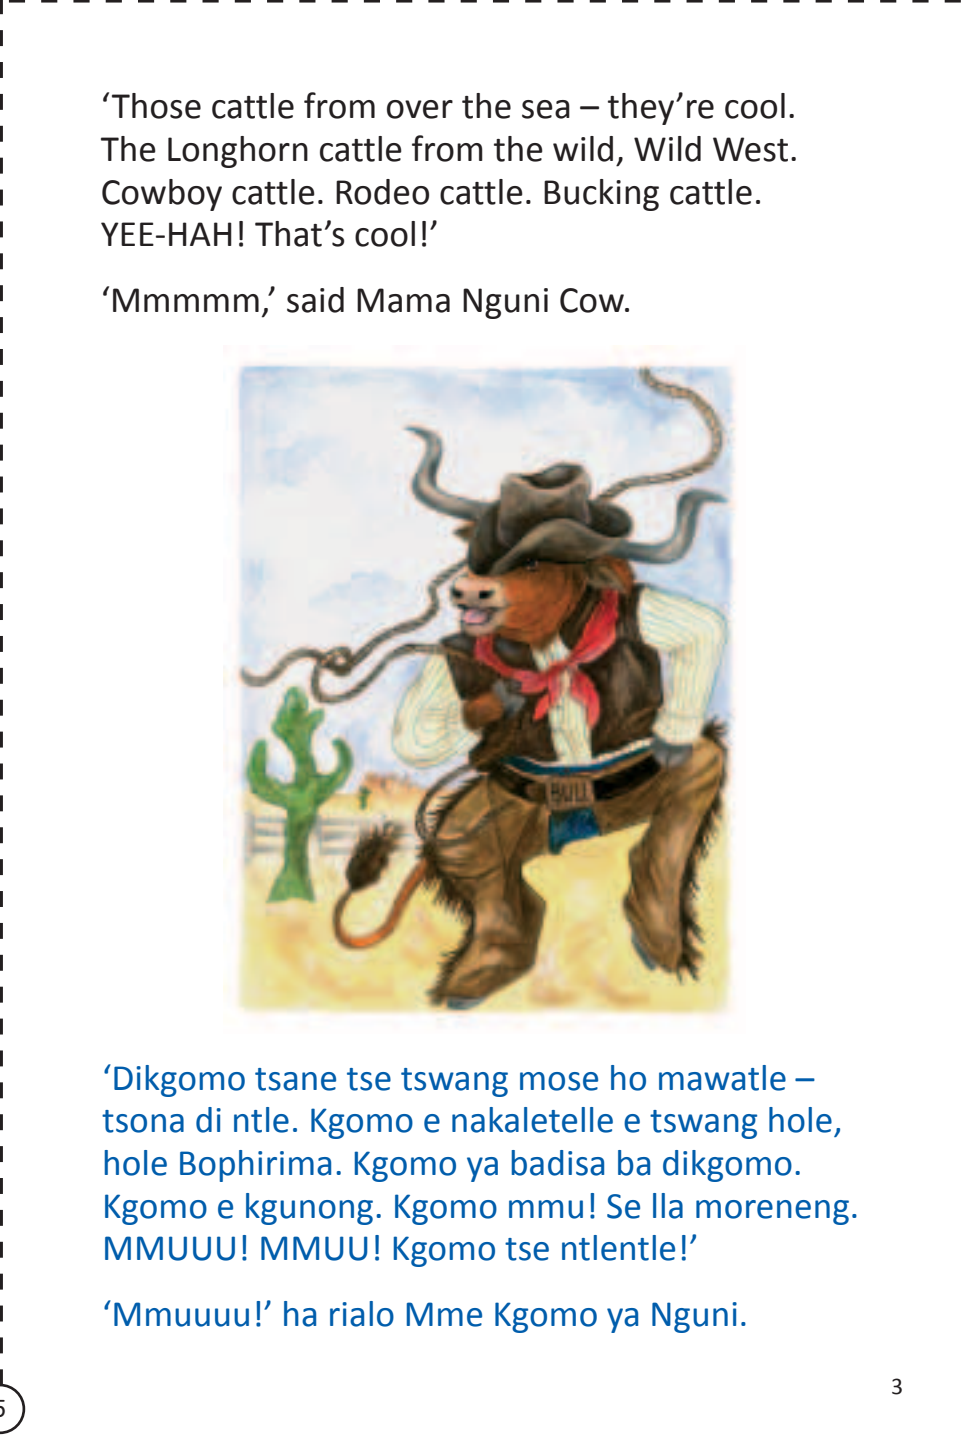 ‘Those cattle from over the sea – they’re cool.
The Longhorn cattle from the wild, Wild West.
Cowboy cattle. Rodeo cattle. Bucking cattle.
YEE-HAH! That’s cool!’
‘Mmmmm,’ said Mama Nguni Cow.
BULL
‘Dikgomo tsane tse tswang mose ho mawatle –
tsona di ntle. Kgomo e nakaletelle e tswang hole,
hole Bophirima. Kgomo ya badisa ba dikgomo.
Kgomo e kgunong. Kgomo mmu! Se lla moreneng.
MMUUU! MMUU! Kgomo tse ntlentle!’
‘Mmuuuu!’ ha rialo Mme Kgomo ya Nguni.
3